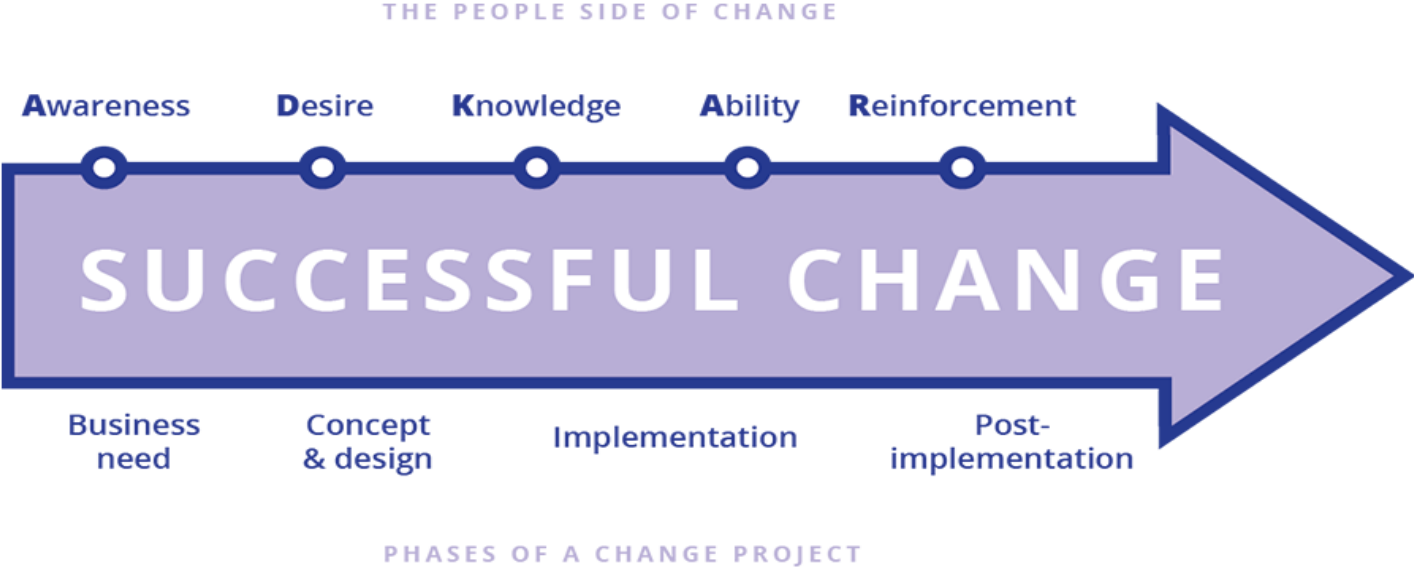 THE PEOPLE SIDE OF CHANGE
Awareness Desire Knowledge Ability Reinforcement
SUCCESSFUL CHANGE
Business
need
Concept
& design
Implementation
Post-
implementation
PHASES OF A CHANGE PROJECT